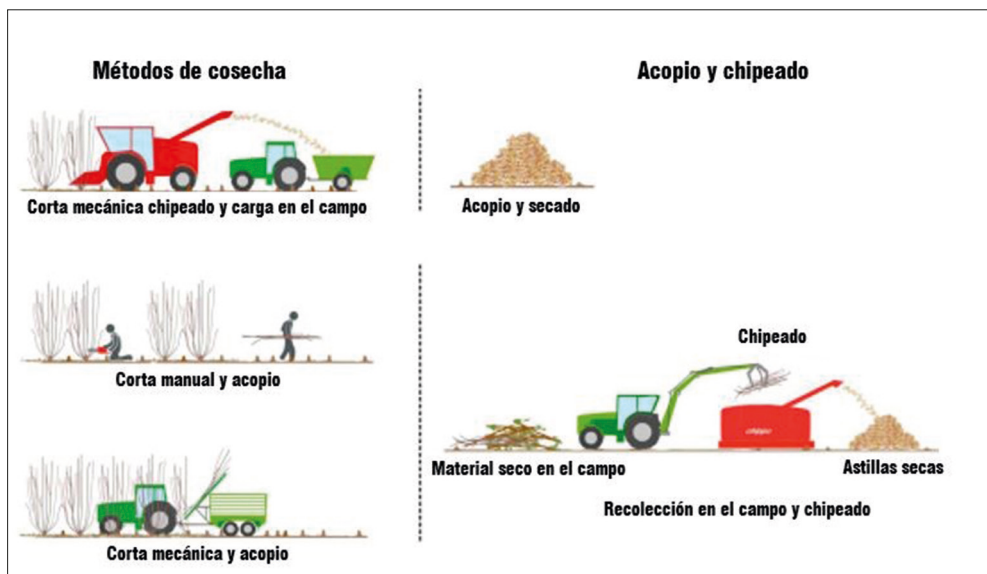 Métodos de cosecha
Acopio y chipeado
Corta mecánica chipeado y carga en el campo
Acopio y secado
Corta manual y acopio
Chipeado
Material seco en el campo
Astillas secas
Recolección en el campo y chipeado
Corta mecánica y acopio